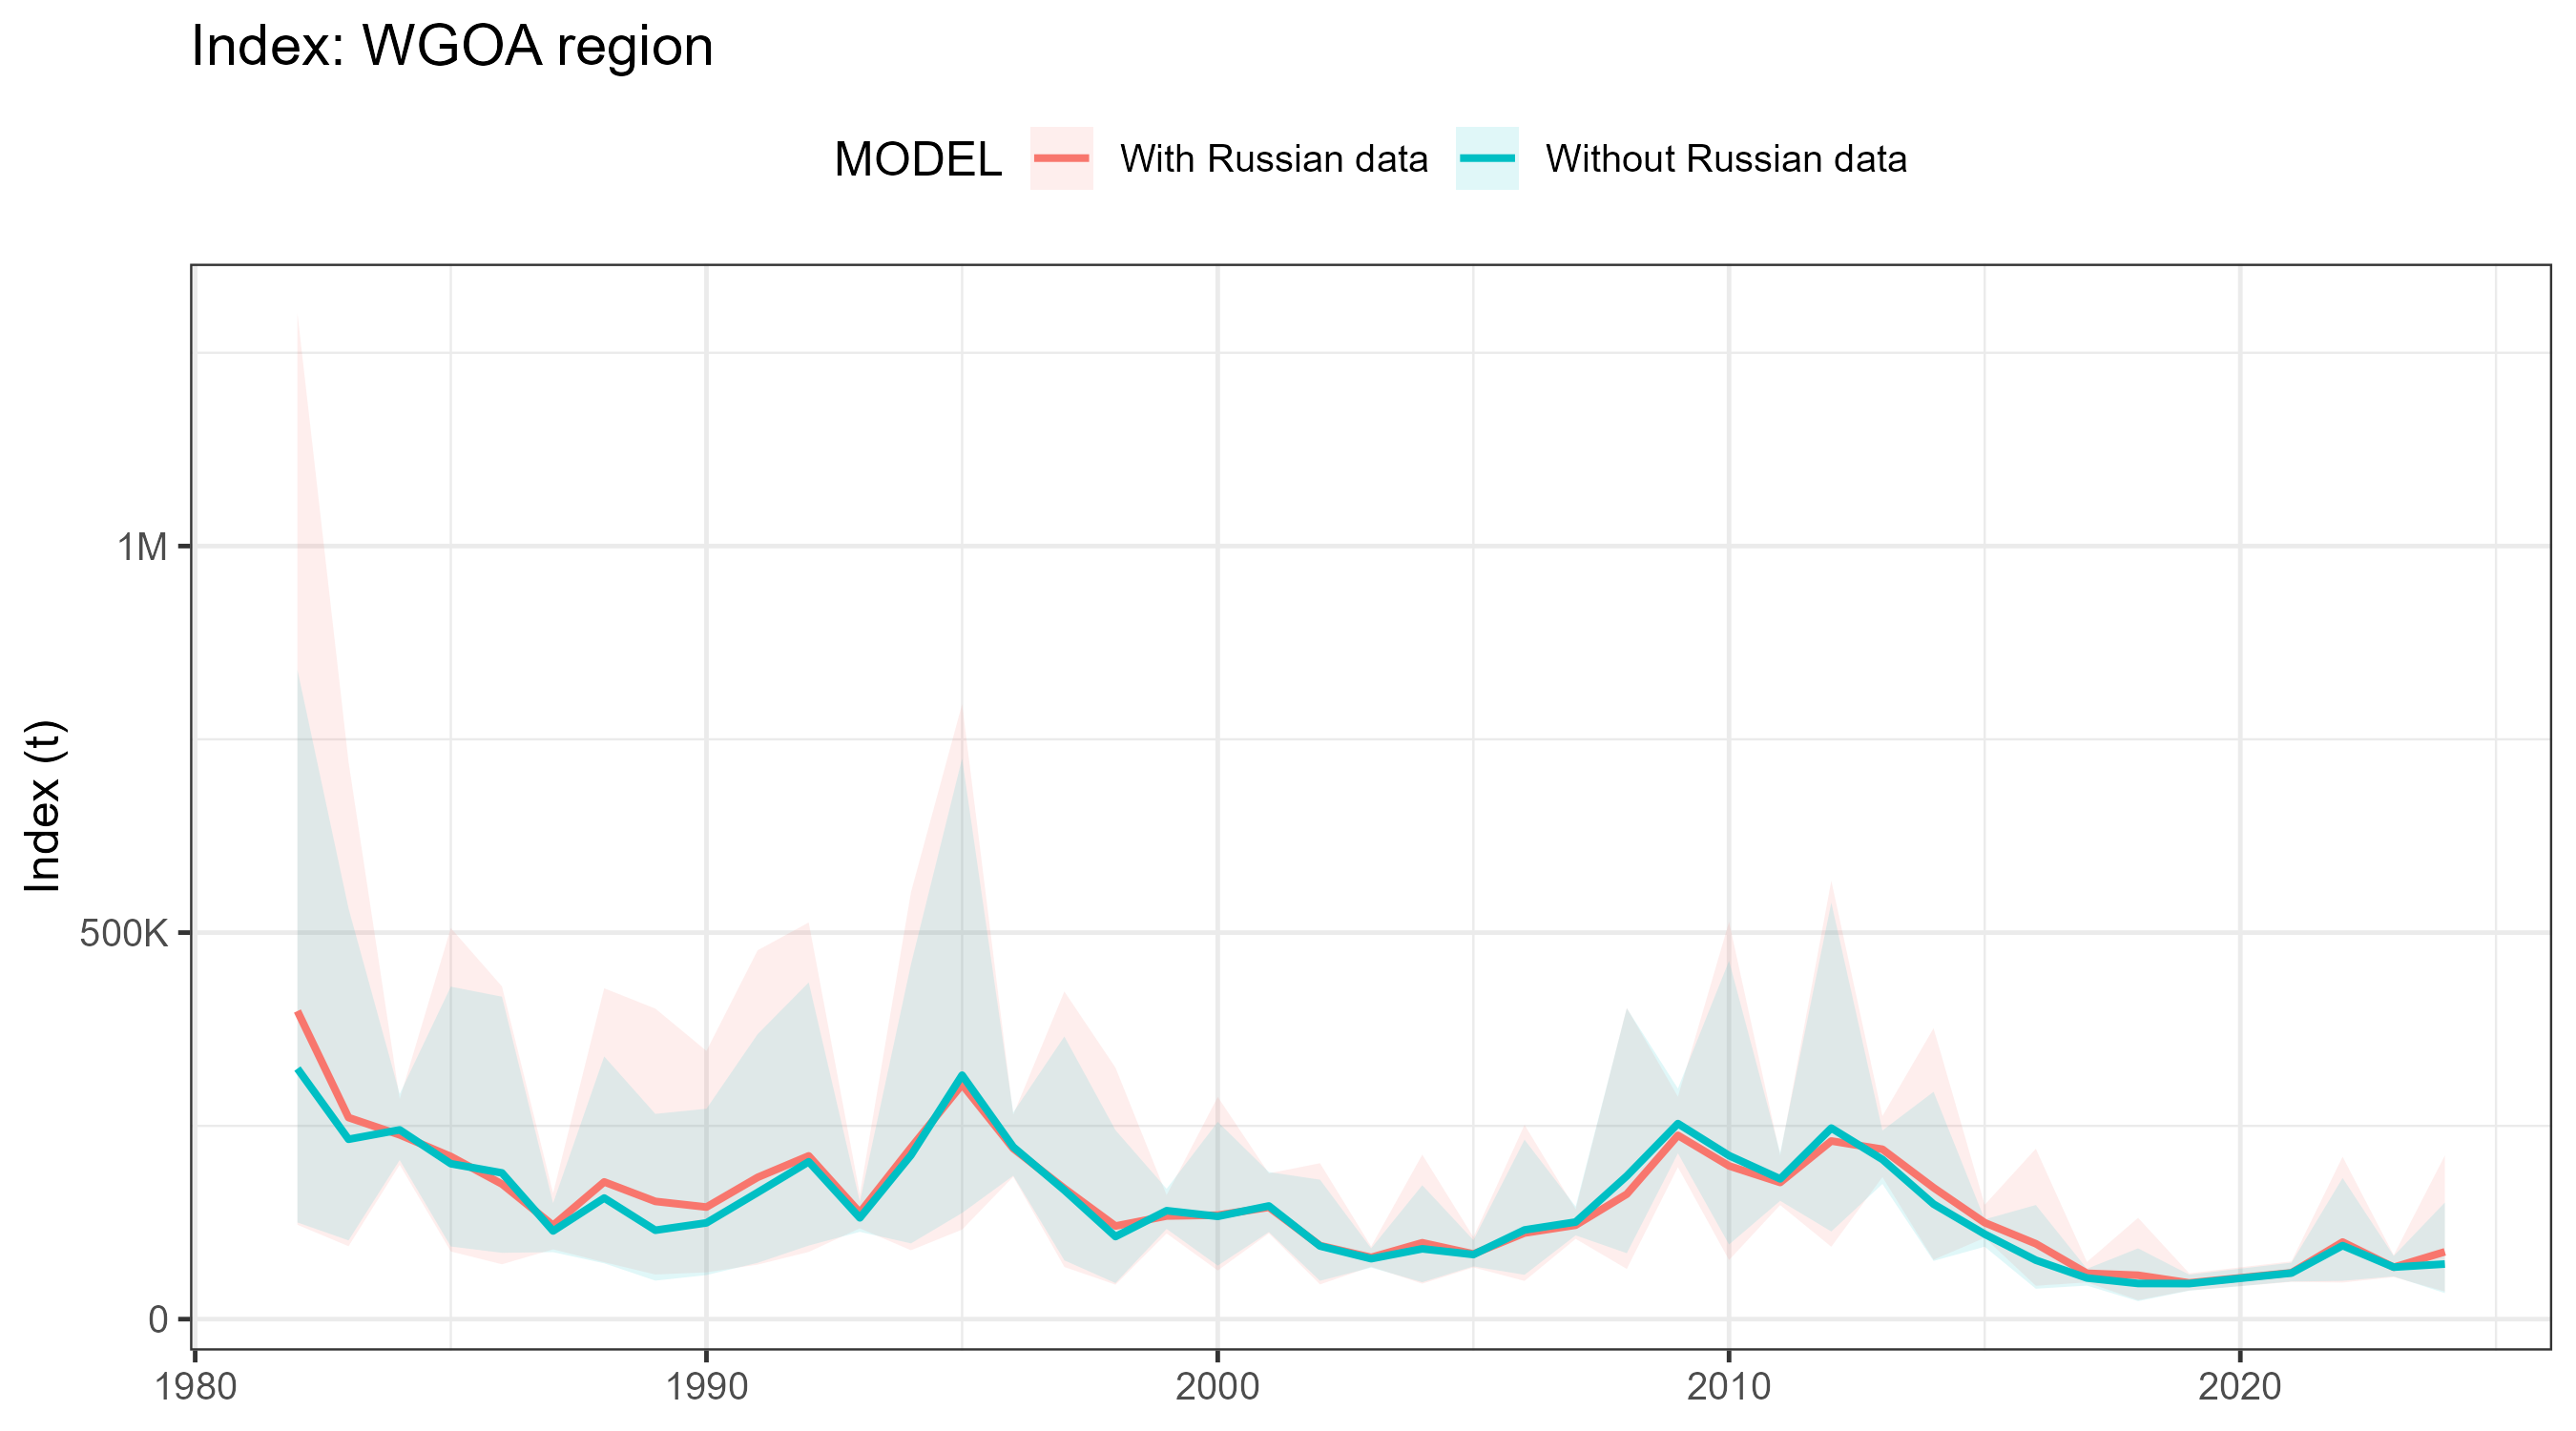 Index: WGOA region
MODEL With Russian data Without Russian data
Index (t)
1M
500K
0
1980 1990 2000 2010 2020